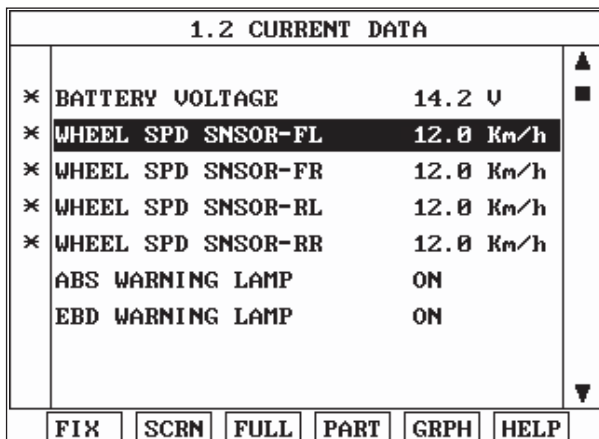 1.2 CURRENT DATA
× BATTERY VOLTAGE 14.2 V
× WHEEL SPD SNSOR-FL 12.0 Km/h
× WHEEL SPD SNSOR-FR 12.0 Km/h
× WHEEL SPD SNSOR-RL 12.0 Km/h
× WHEEL SPD SNSOR-RR 12.0 Km/h
ABS WARNING LAMP ON
EBD WARNING LAMP ON
FIX SCRN FULL PART GRPH HELP